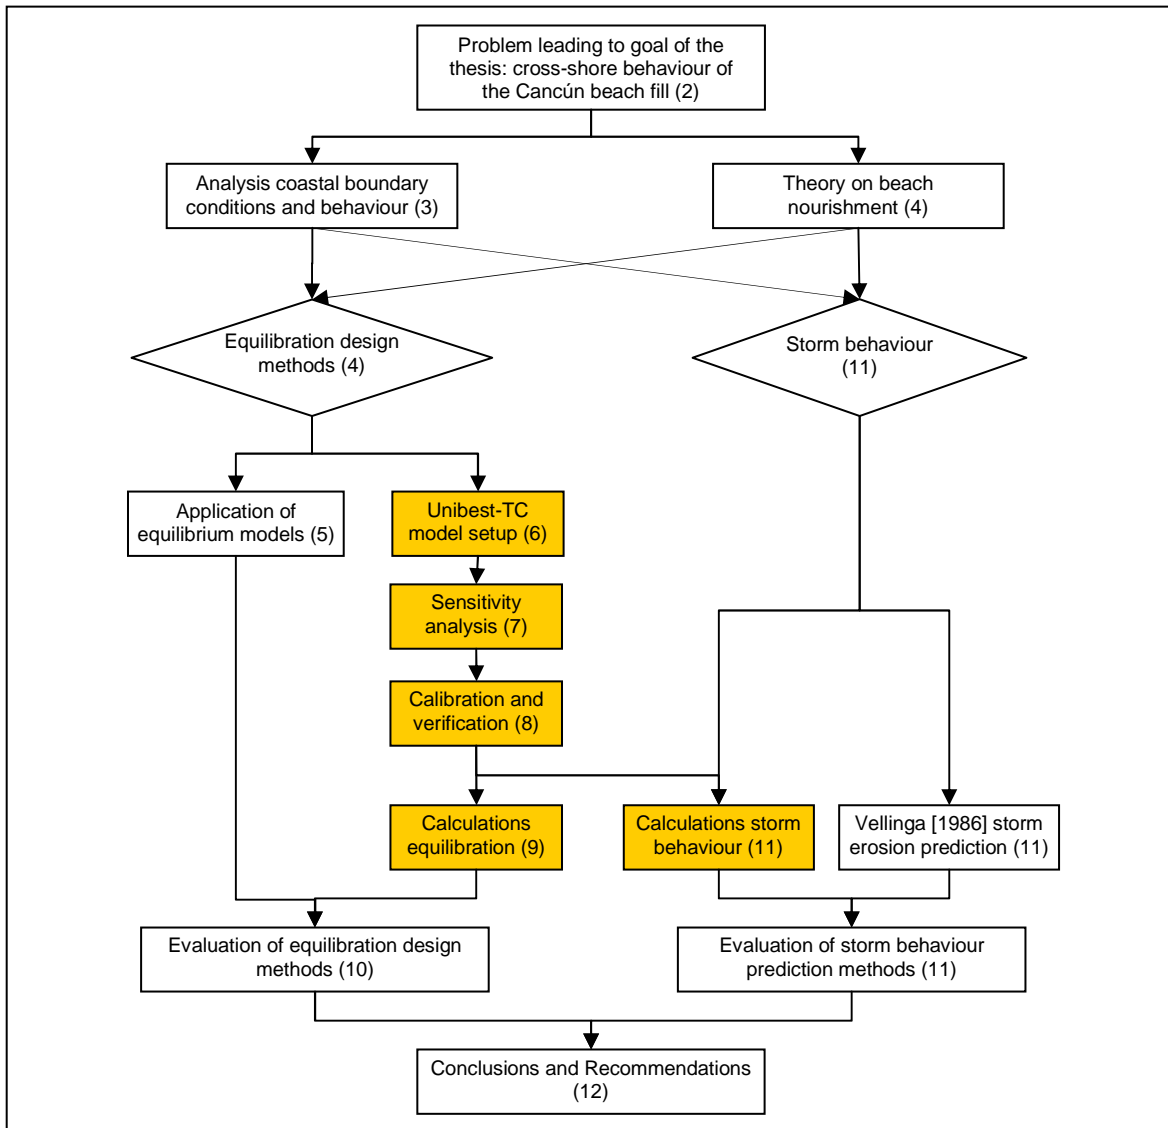 Problem leading to goal of the
thesis: cross-shore behaviour of
the Cancún beach fill (2)
Analysis coastal boundary
conditions and behaviour (3)
Theory on beach
nourishment (4)
Equilibration design
methods (4)
Storm behaviour
(11)
Application of
equilibrium models (5)
Unibest-TC
model setup (6)
Sensitivity
analysis (7)
Calibration and
verification (8)
Calculations
equilibration (9)
Calculations storm
behaviour (11)
Vellinga [1986] storm
erosion prediction (11)
Evaluation of equilibration design
methods (10)
Evaluation of storm behaviour
prediction methods (11)
Conclusions and Recommendations
(12)